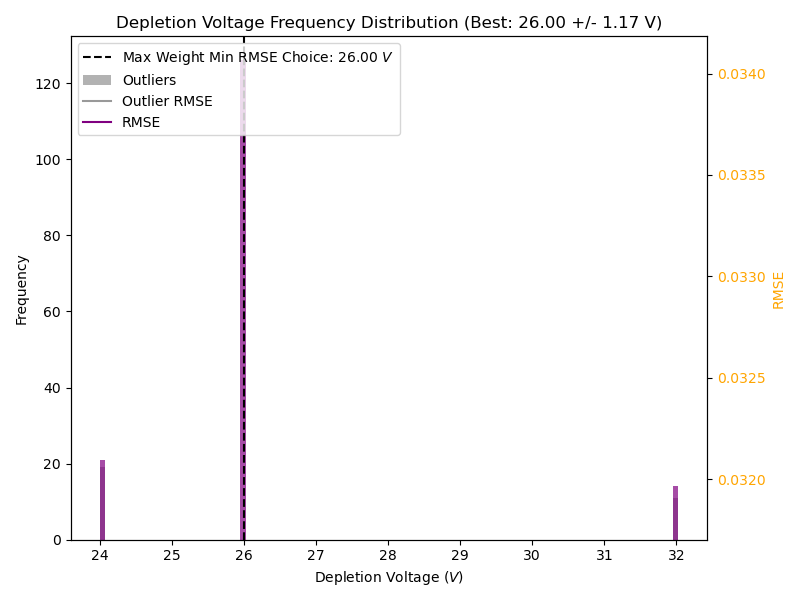 Depletion Voltage Frequency Distribution (Best: 26.00 +/- 1.17 V)
Max Weight Min RMSE Choice: 26.00 V
Outliers
Outlier RMSE
RMSE
120
100
80
60
40
20
0
Frequency
0.0340
0.0335
0.0330
0.0325
0.0320
RMSE
24 25 26 27 28 29 30 31 32
Depletion Voltage (V)